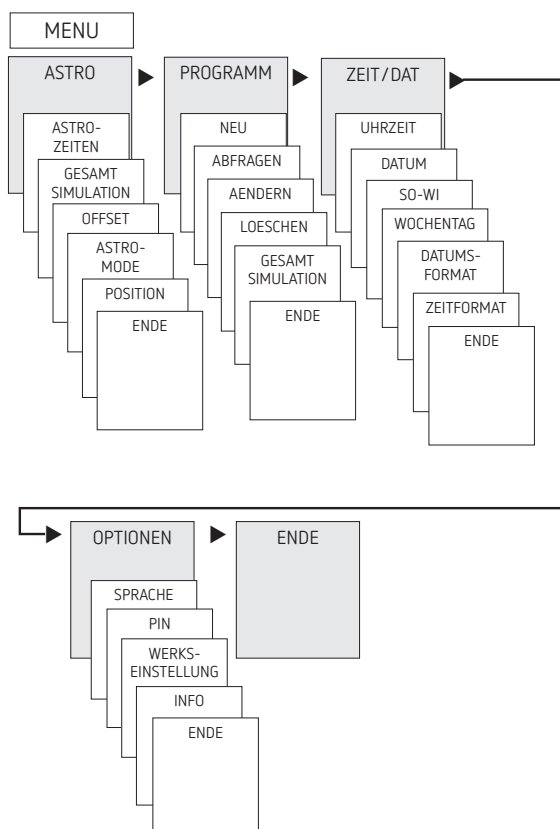 MENU
ASTRO
ASTRO-
ZEITEN
GESAMT
SIMULATION
OFFSET
ASTRO-
MODE
POSITION
ENDE
PROGRAMM
NEU
ABFRAGEN
AENDERN
LOESCHEN
GESAMT
SIMULATION
ENDE
ZEIT/DAT
UHRZEIT
DATUM
SO-WI
WOCHENTAG
DATUMS-
FORMAT
ZEITFORMAT
ENDE
OPTIONEN
SPRACHE
PIN
WERKS-
EINSTELLUNG
INFO
ENDE
ENDE